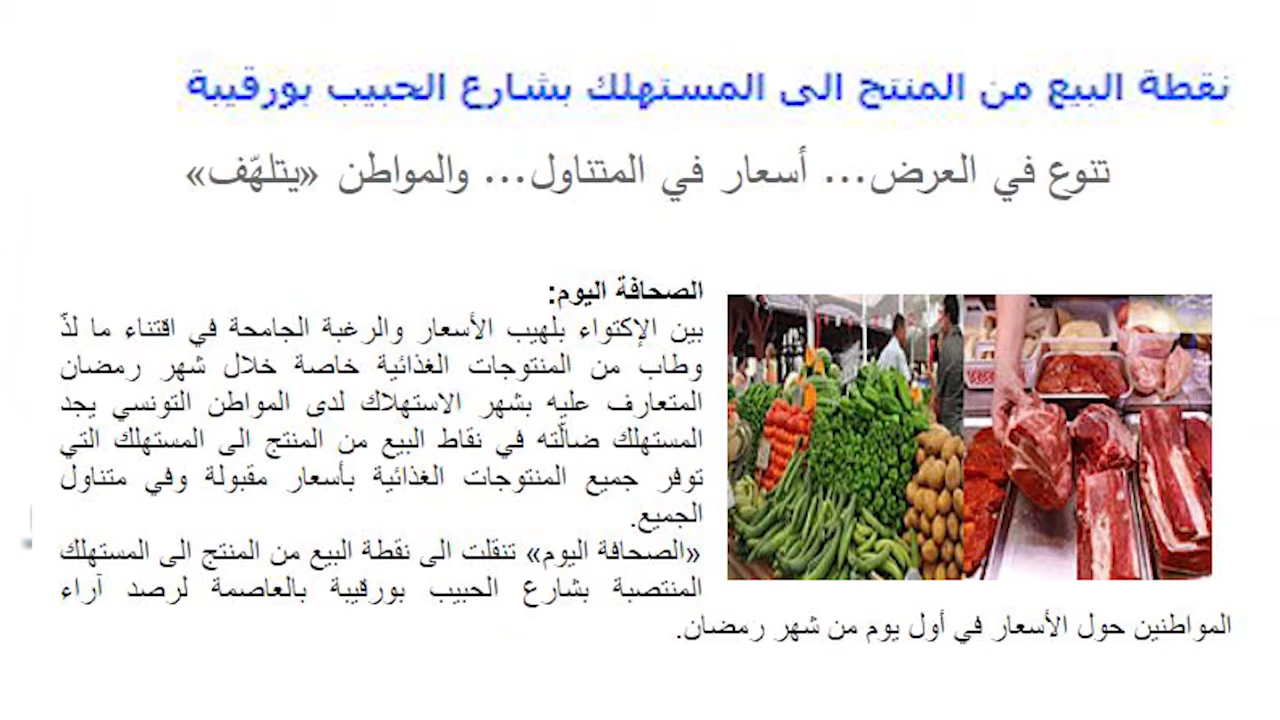 نقطة البيع من المنتج الى المستهلك بشارع الحبيب بورقيبة
تنوع في العرض... أسعار في المتناول... والمواطن «يتلهّف»
الصحافة اليوم:
بين الإكتواء بلهيب الأسعار والرغبة الجامحة في اقتناء ما لذّ
وطاب من المنتوجات الغذائية خاصة خلال شهر رمضان
المتعارف عليه بشهر الاستهلاك لدى المواطن التونسي يجد
المستهلك ضالّته في نقاط البيع من المنتج الى المستهلك التي
توفر جميع المنتوجات الغذائية بأسعار مقبولة وفي متناول
الجميع.
«الصحافة اليوم» تنقلت الى نقطة البيع من المنتج الى المستهلك
المنتصبة بشارع الحبيب بورقيبة بالعاصمة لرصد آراء
المواطنين حول الأسعار في أول يوم من شهر رمضان.